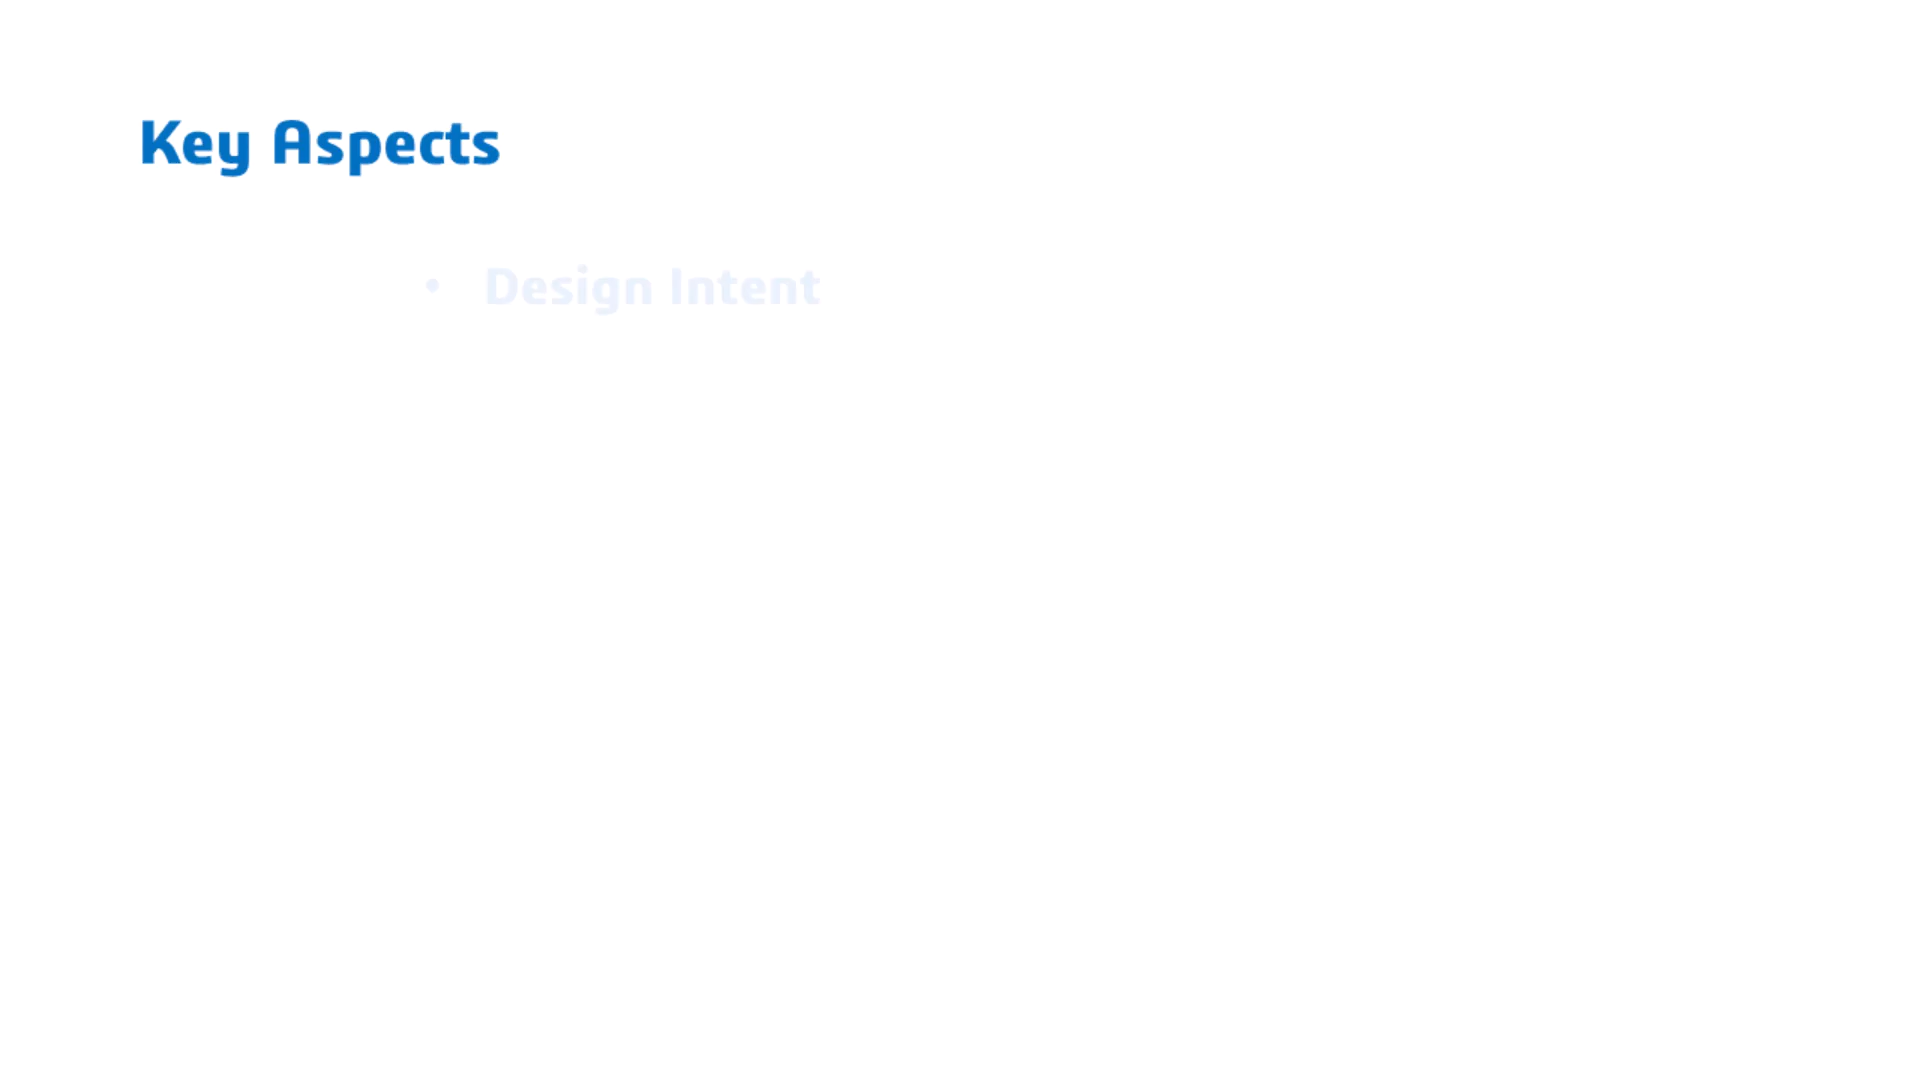 Key Aspects
• Design Intent